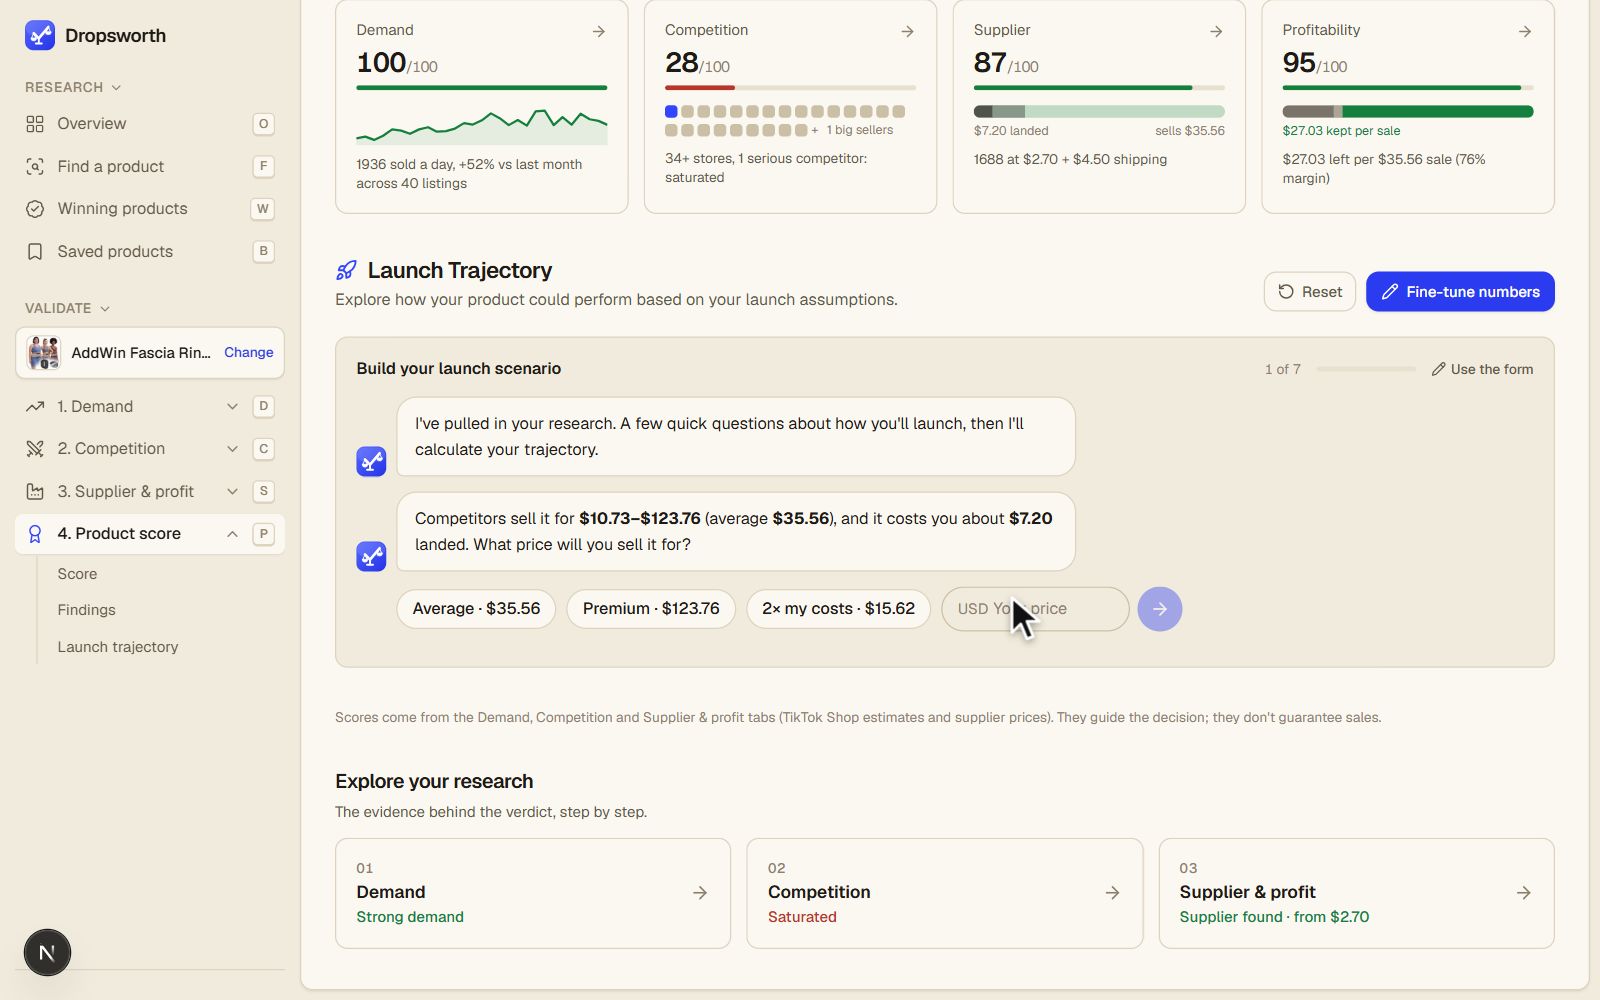 Dropsworth
RESEARCH
Overview
O
Find a product
F
Winning products
W
Saved products
B
VALIDATE
AddWin Fascia Rin...
Change
1. Demand
D
2. Competition
C
3. Supplier & profit
S
4. Product score
P
Score
Findings
Launch trajectory
N
Demand
100/100
1936 sold a day, +52% vs last month
across 40 listings
Competition
28/100
+ 1 big sellers
34+ stores, 1 serious competitor:
saturated
Supplier
87/100
$7.20 landed
sells $35.56
1688 at $2.70 + $4.50 shipping
Profitability
95/100
$27.03 kept per sale
$27.03 left per $35.56 sale (76%
margin)
Launch Trajectory
Explore how your product could perform based on your launch assumptions.
Reset
Fine-tune numbers
Build your launch scenario
1 of 7
Use the form
I've pulled in your research. A few quick questions about how you'll launch, then I'll
calculate your trajectory.
Competitors sell it for $10.73–$123.76 (average $35.56), and it costs you about $7.20
landed. What price will you sell it for?
Average · $35.56
Premium · $123.76
2× my costs · $15.62
USD price
Scores come from the Demand, Competition and Supplier & profit tabs (TikTok Shop estimates and supplier prices). They guide the decision; they don't guarantee sales.
Explore your research
The evidence behind the verdict, step by step.
01
Demand
Strong demand
02
Competition
Saturated
03
Supplier & profit
Supplier found · from $2.70